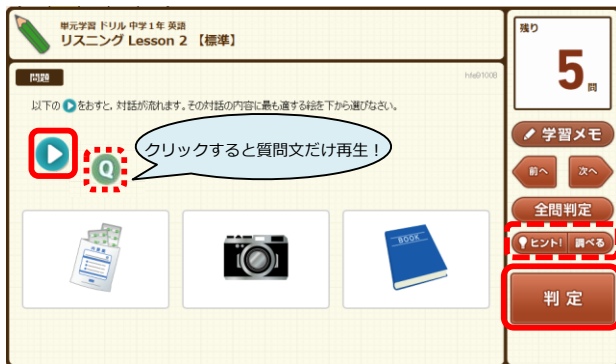 単元学習 ドリル 中学1年 英語
リスニング Lesson 2 【標準】
残り
5
問
問題
hle01008
以下の▶をおすと、対話が流れます。その対話の内容に最も適する絵を下から選びなさい。
Q
クリックすると質問文だけ再生!
BOOK
学習メモ
前へ
次へ
全問判定
ヒント!
調べる
判定